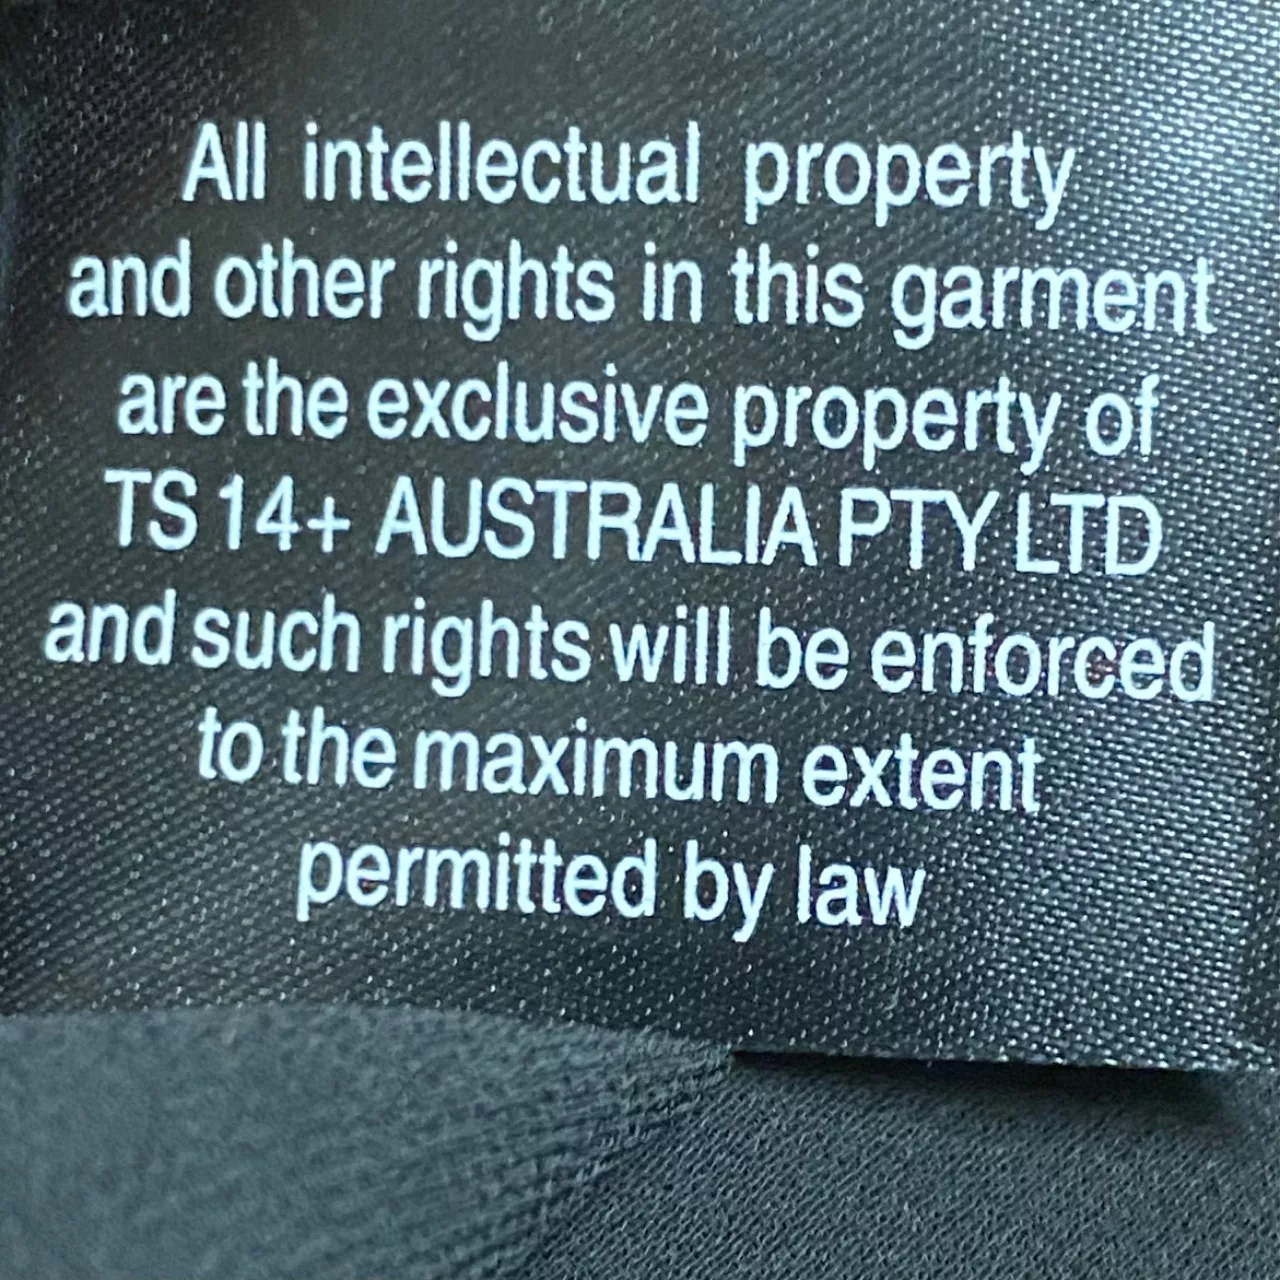 All intellectual property
and other rights in this garment
are the exclusive property of
TS 14+ AUSTRALIA PTY LTD
and such rights will be enforced
to the maximum extent
permitted by law